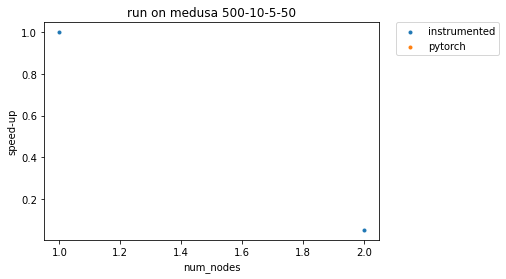 run on medusa 500-10-5-50
instrumented
pytorch
1.0
0.8
0.6
0.4
0.2
speed-up
1.0 1.2 1.4 1.6 1.8 2.0
num_nodes